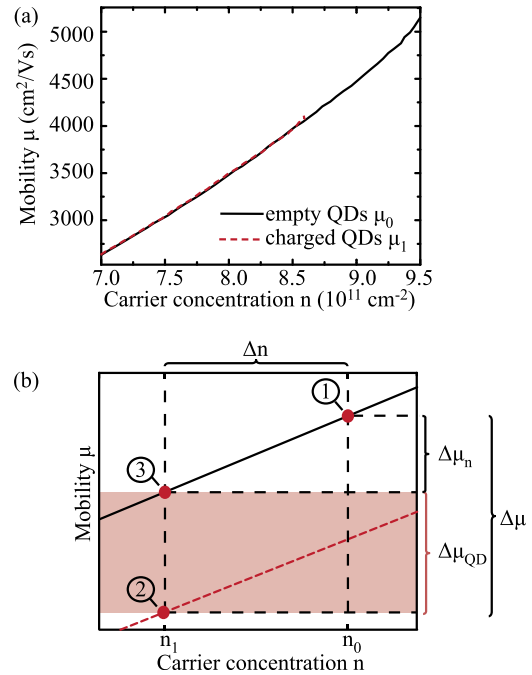 (a)
Mobility μ (cm²/Vs)
5000
4500
4000
3500
3000
empty QDs μ₀
charged QDs μ₁
7.0 7.5 8.0 8.5 9.0 9.5
Carrier concentration n (10¹¹ cm⁻²)
(b)
Δn
Mobility μ
1
3
2
Δμₙ
Δμ
Δμ_QD
n₁ n₀
Carrier concentration n